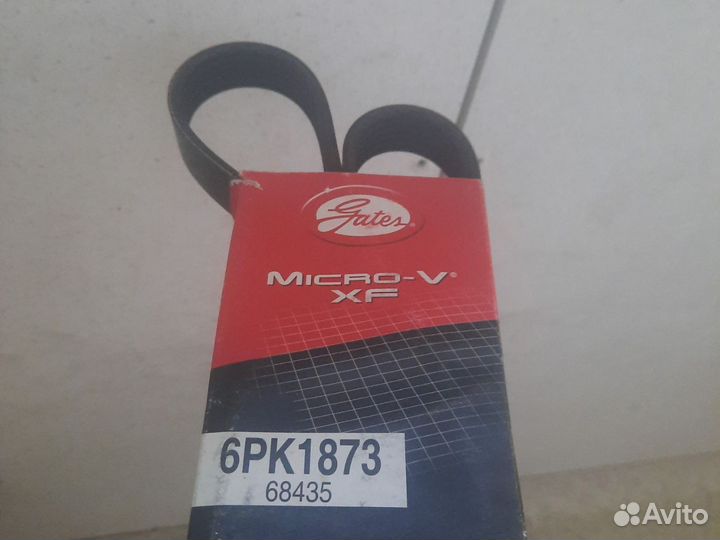 Gates®
MICRO-V®
XF
6PK1873
68435
Avito